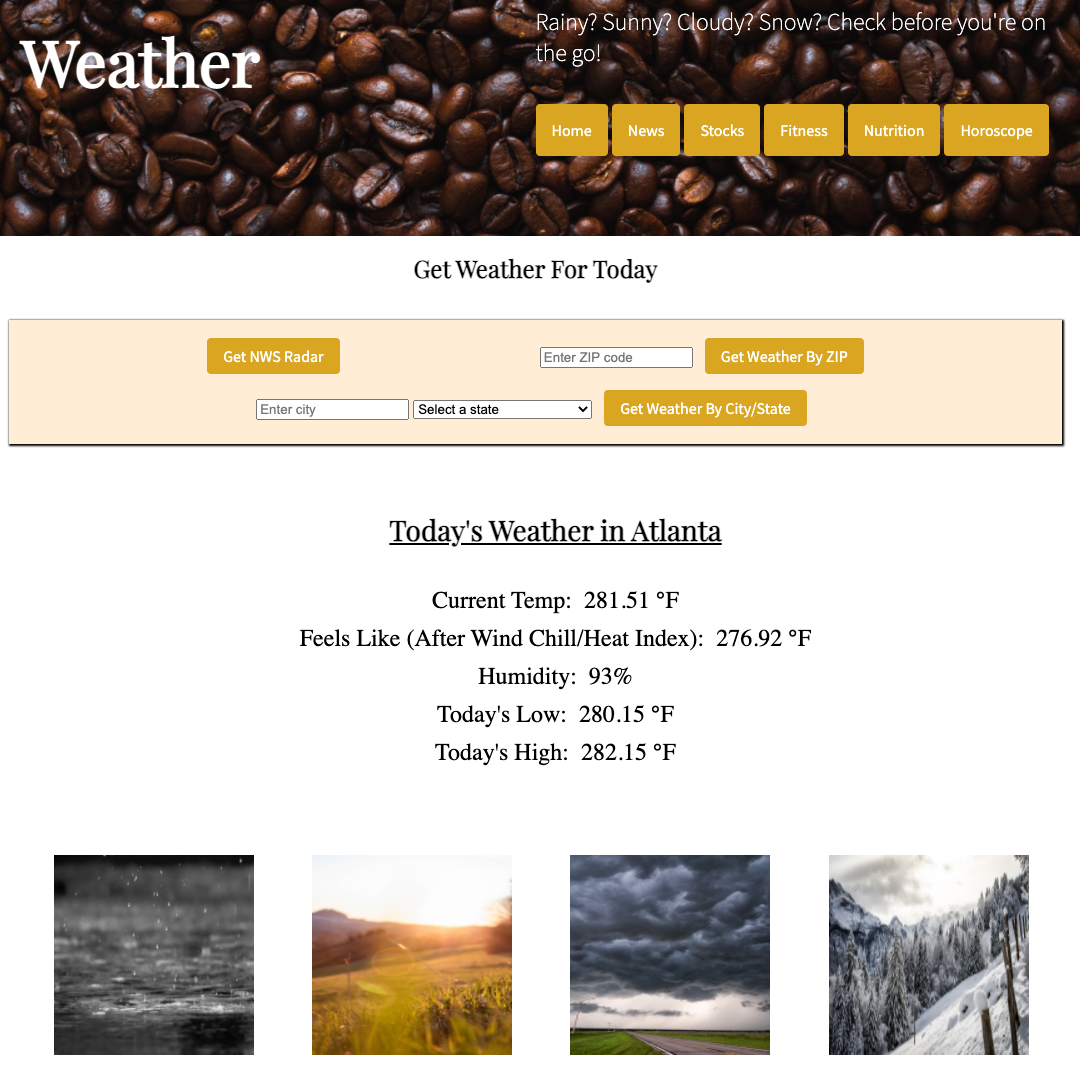 Weather
Rainy? Sunny? Cloudy? Snow? Check before you're on
the go!
Home News Stocks Fitness Nutrition Horoscope
Get Weather For Today
Get NWS Radar Enter ZIP code Get Weather By ZIP
Enter city Select a state Get Weather By City/State
Today's Weather in Atlanta
Current Temp: 281.51 °F
Feels Like (After Wind Chill/Heat Index): 276.92 °F
Humidity: 93%
Today's Low: 280.15 °F
Today's High: 282.15 °F